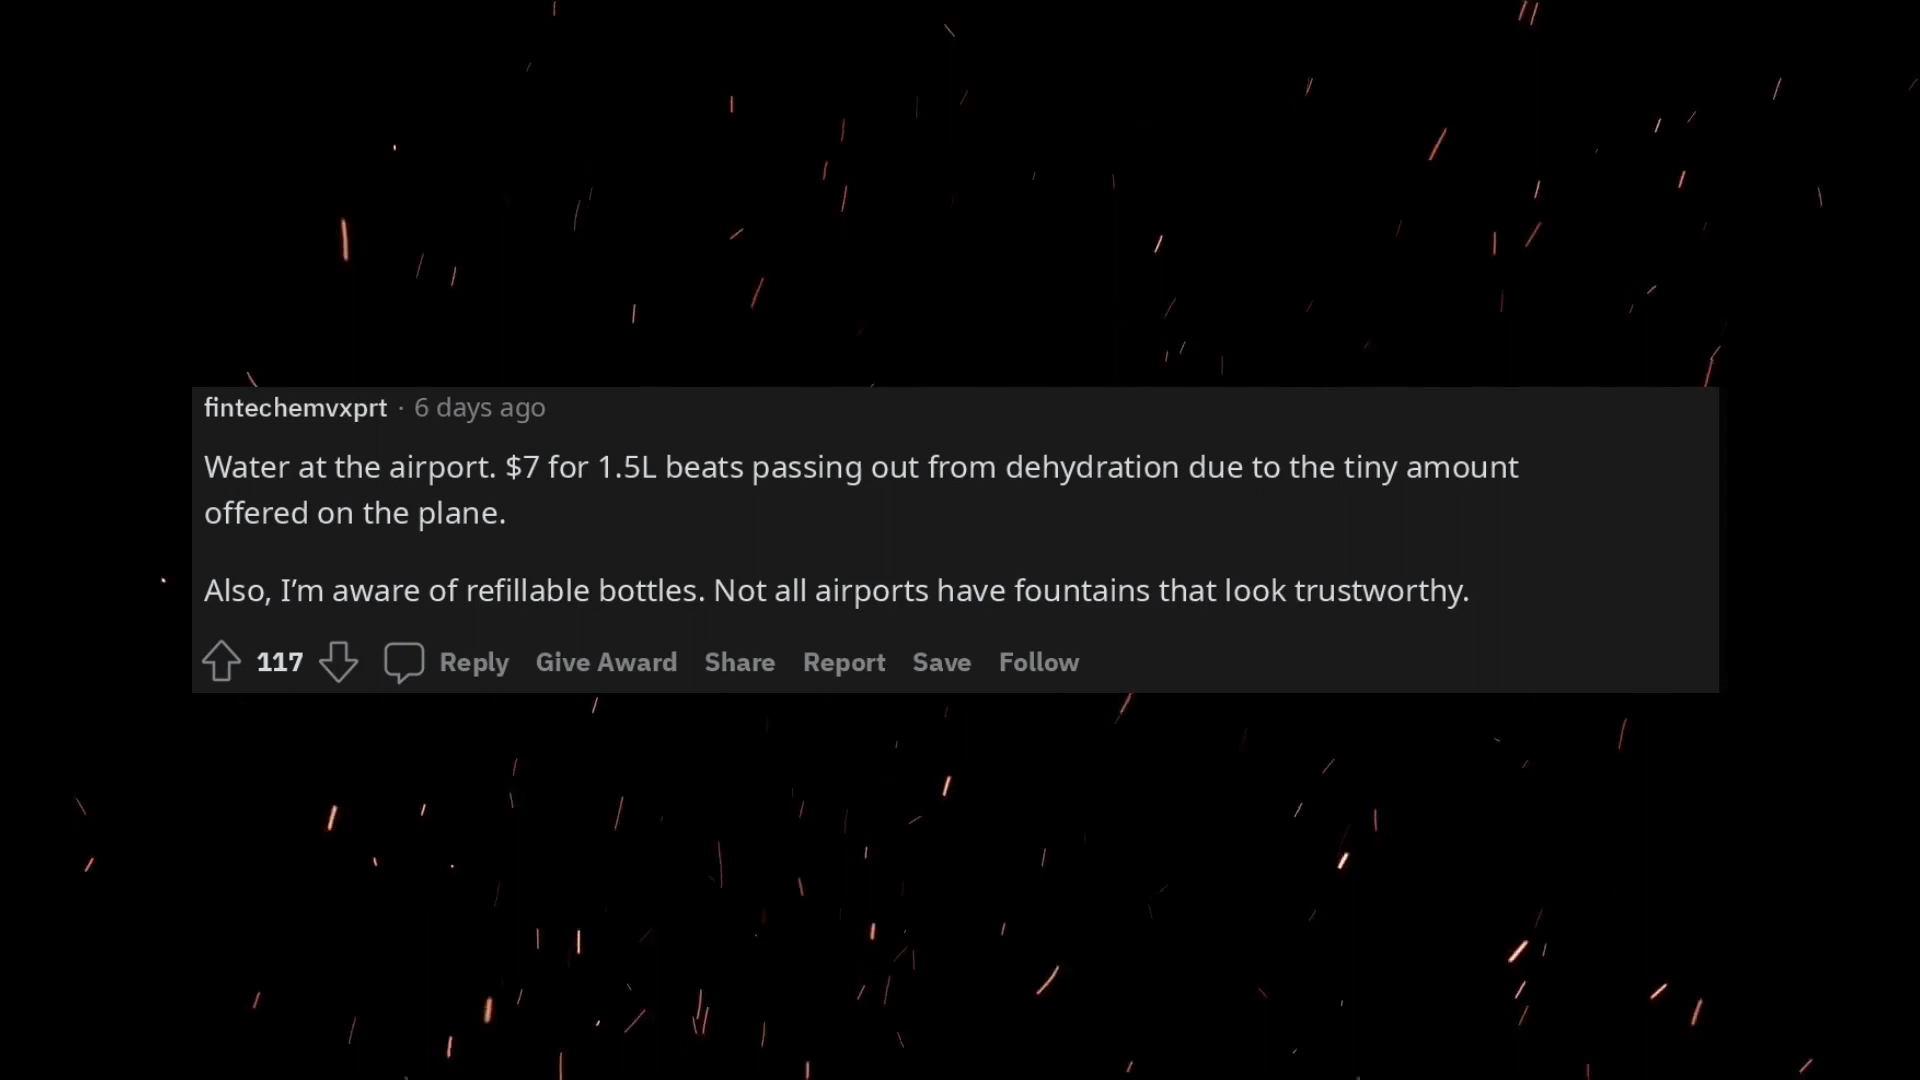 fintechemvxprt · 6 days ago
Water at the airport. $7 for 1.5L beats passing out from dehydration due to the tiny amount
offered on the plane.
Also, I’m aware of refillable bottles. Not all airports have fountains that look trustworthy.
117 Reply Give Award Share Report Save Follow